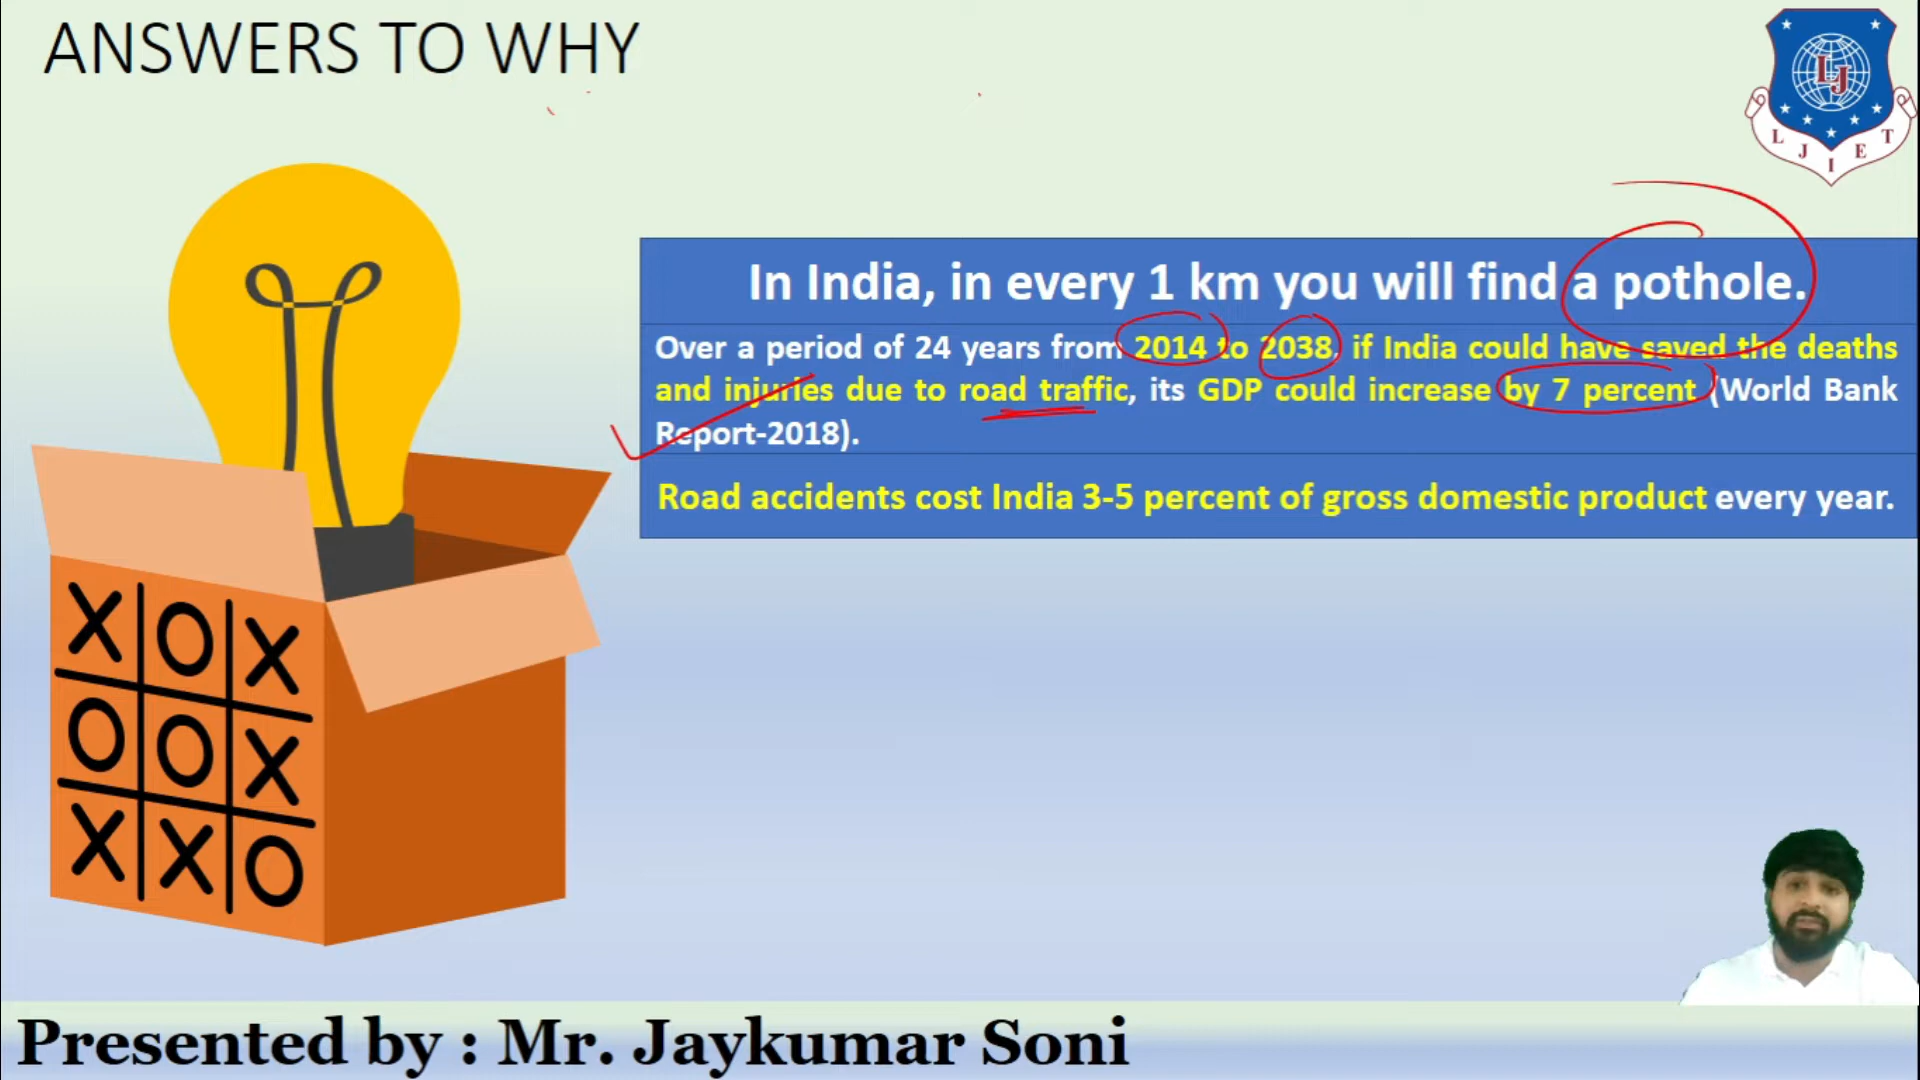 ANSWERS TO WHY
LJ
L J I E T
In India, in every 1 km you will find a pothole.
Over a period of 24 years from 2014 to 2038, if India could have saved the deaths
and injuries due to road traffic, its GDP could increase by 7 percent (World Bank
Report-2018).
Road accidents cost India 3-5 percent of gross domestic product every year.
X O X
O O X
X X O
Presented by : Mr. Jaykumar Soni